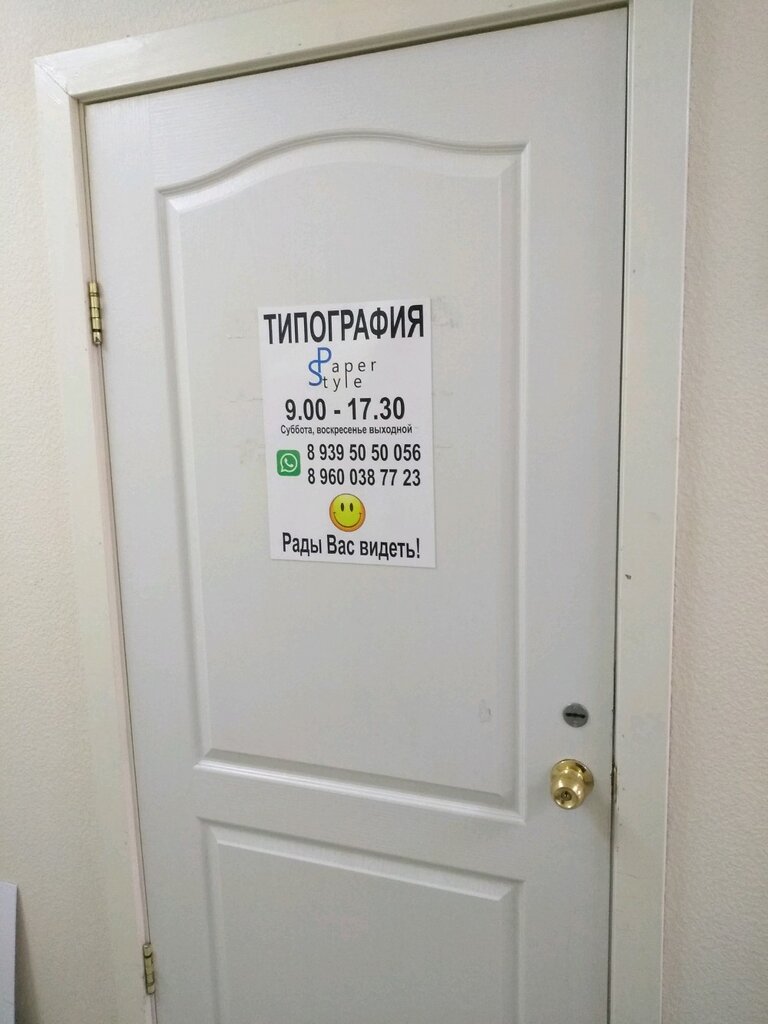 ТИПОГРАФИЯ
Paper
Style
9.00 - 17.30
Суббота, воскресенье выходной
8 939 50 50 056
8 960 038 77 23
Рады Вас видеть!